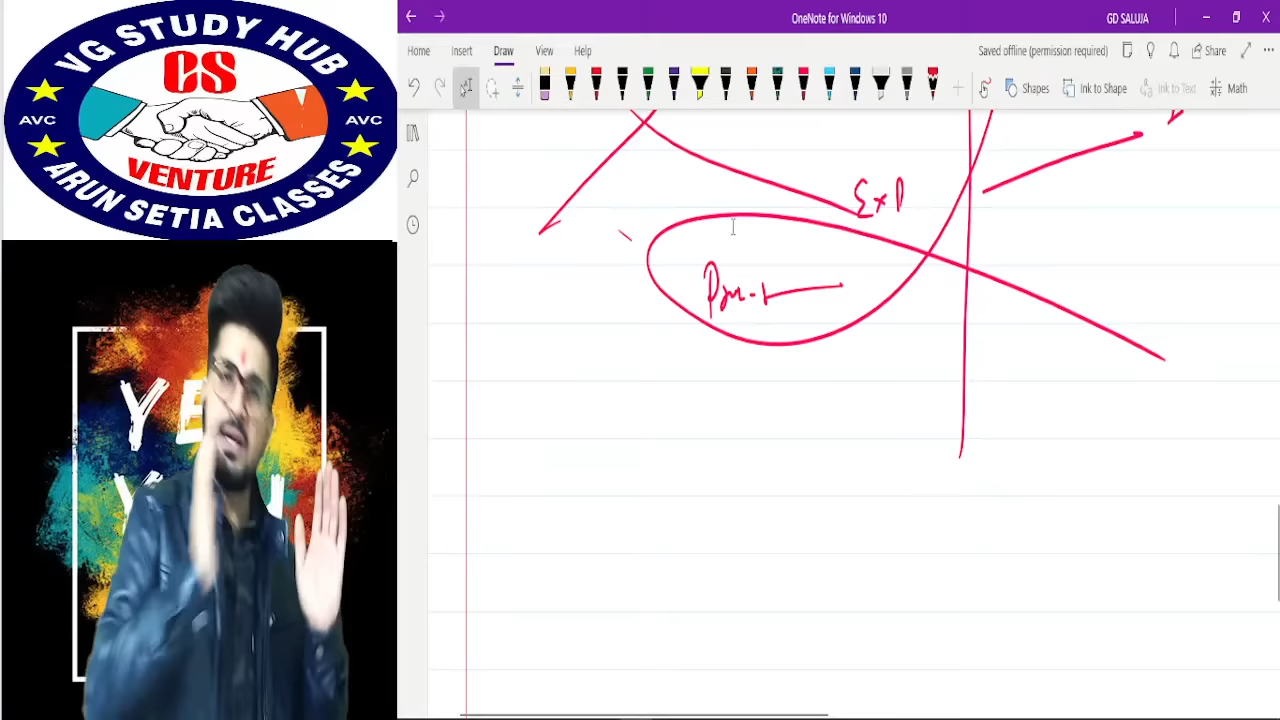 VG STUDY HUB
CS
AVC
AVC
VENTURE
ARUN SETIA CLASSES
OneNote for Windows 10
GD SALUJA
Home
Insert
Draw
View
Help
Saved offline (permission required)
Share
Shapes
Ink to Shape
Ink to Text
Math
YE
Y